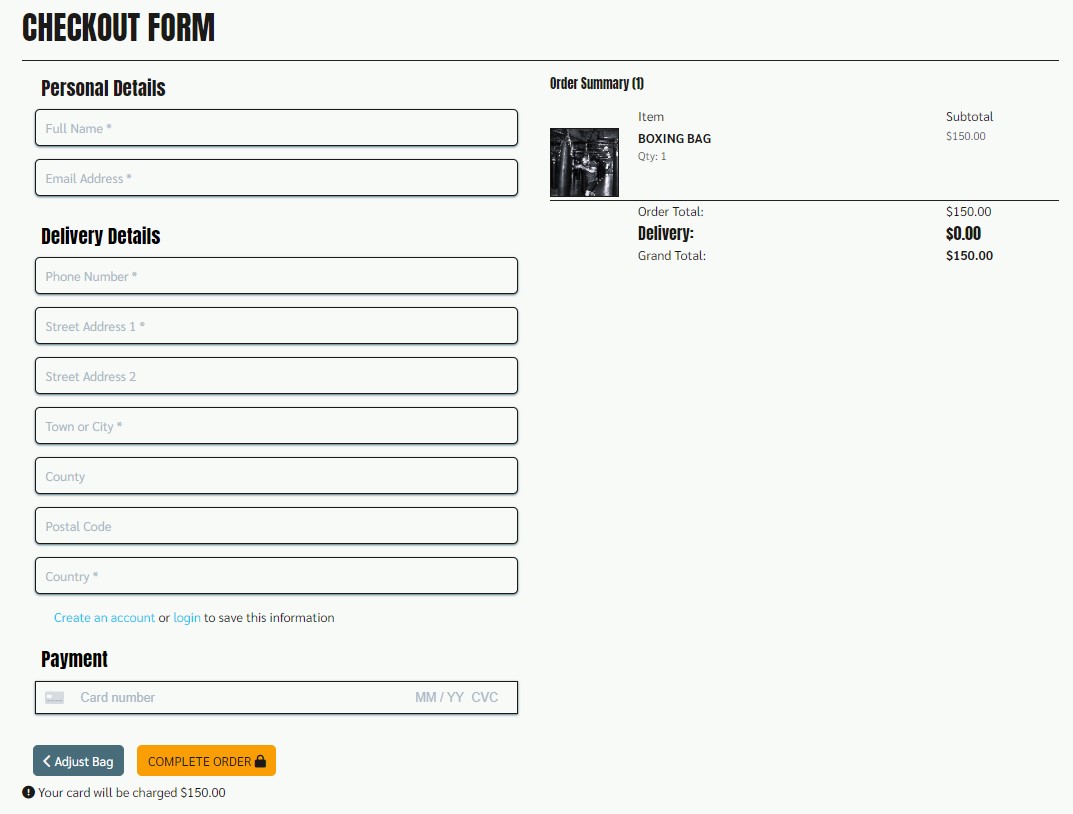 CHECKOUT FORM
Personal Details
Full Name *
Email Address *
Delivery Details
Phone Number *
Street Address 1 *
Street Address 2
Town or City *
County
Postal Code
Country *
Create an account or login to save this information
Payment
Card number MM / YY CVC
Adjust Bag COMPLETE ORDER
Your card will be charged $150.00
Order Summary (1)
Item Subtotal
BOXING BAG $150.00
Qty: 1
Order Total: $150.00
Delivery: $0.00
Grand Total: $150.00